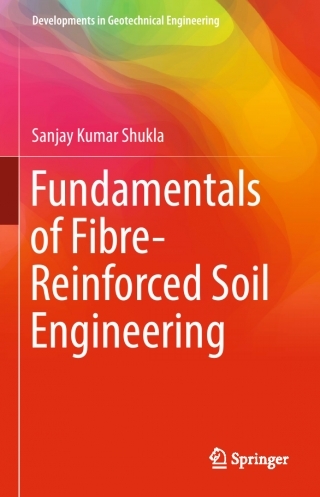 Developments in Geotechnical Engineering
Sanjay Kumar Shukla
Fundamentals
of Fibre-
Reinforced Soil
Engineering
Springer